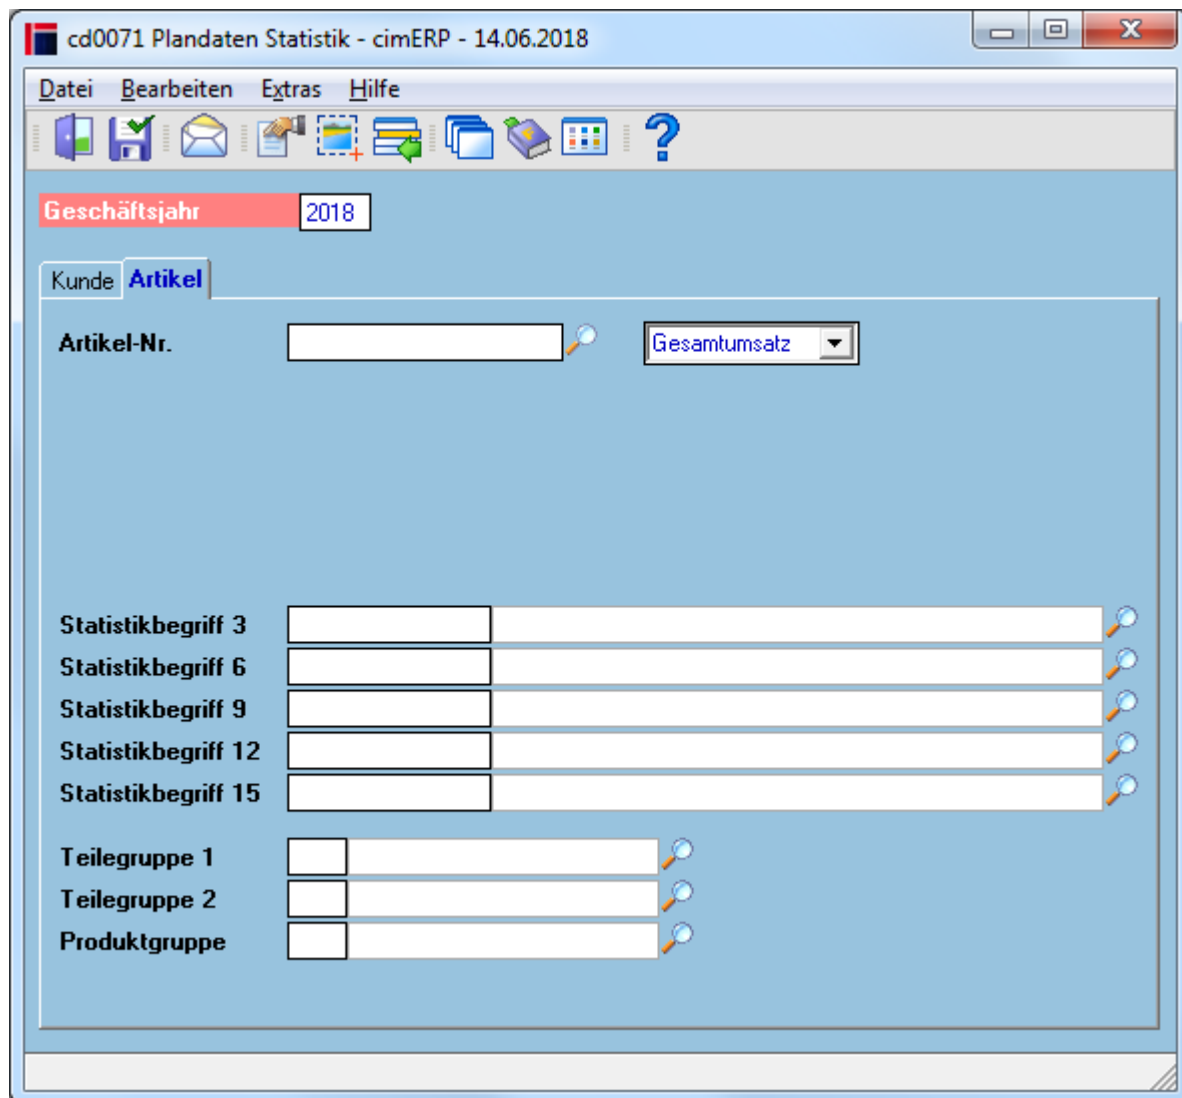 cd0071 Plandaten Statistik - cimERP - 14.06.2018
Datei Bearbeiten Extras Hilfe
Geschäftsjahr 2018
Kunde Artikel
Artikel-Nr. Gesamtumsatz
Statistikbegriff 3
Statistikbegriff 6
Statistikbegriff 9
Statistikbegriff 12
Statistikbegriff 15
Teilegruppe 1
Teilegruppe 2
Produktgruppe